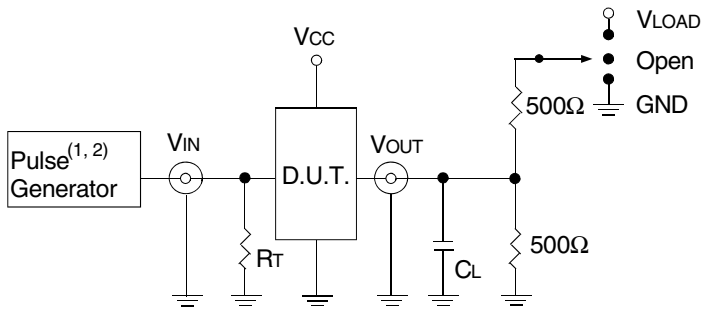 VLOAD
VCC
Open
500Ω
GND
VIN
VOUT
Pulse(1, 2)
Generator
D.U.T.
RT
CL
500Ω